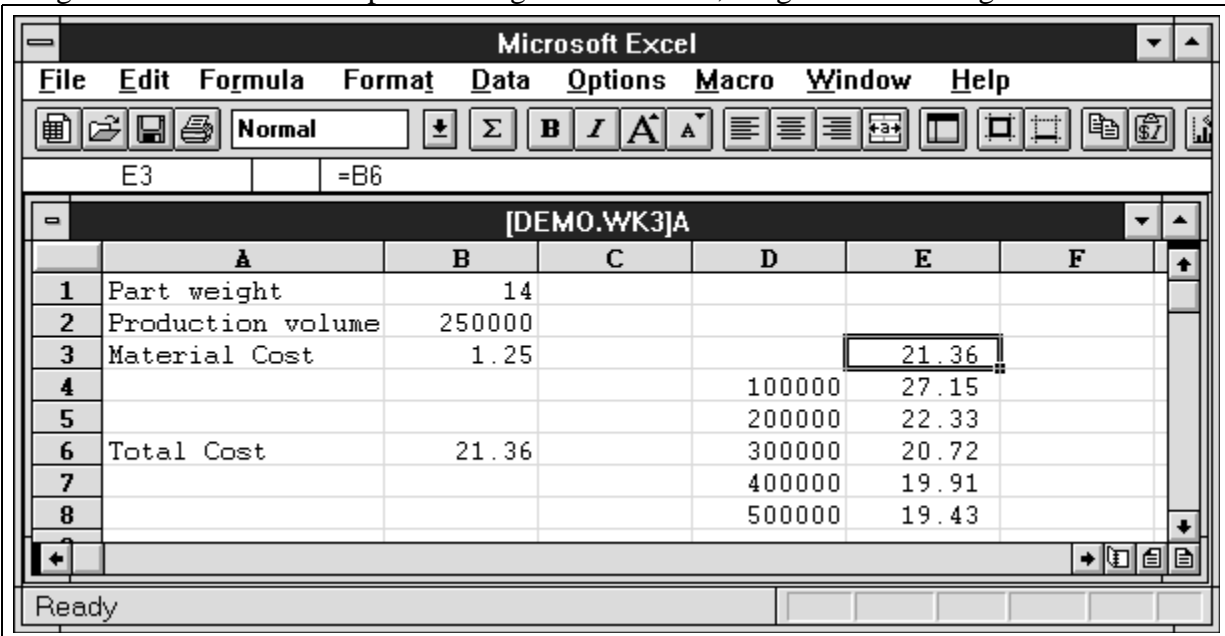 Microsoft Excel
File Edit Formula Format Data Options Macro Window Help
Normal Σ B I A A a $7
E3 =B6
[DEMO.WK3]A
A B C D E F
1 Part weight 14
2 Production volume 250000
3 Material Cost 1.25 21.36
4 100000 27.15
5 200000 22.33
6 Total Cost 21.36 300000 20.72
7 400000 19.91
8 500000 19.43
Ready